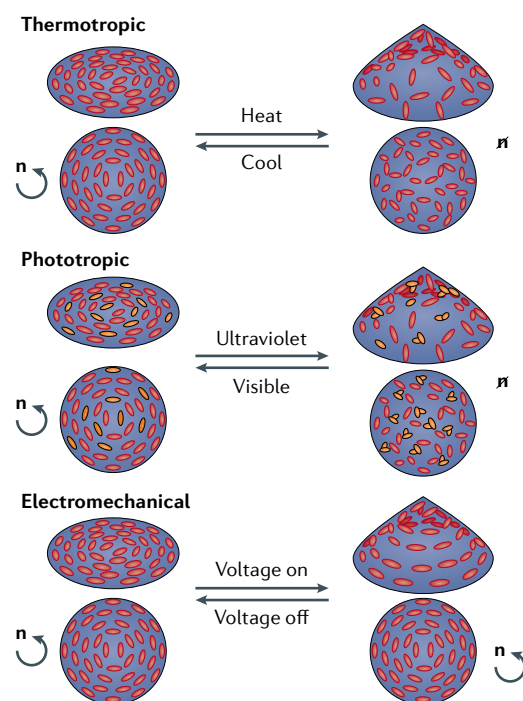 Thermotropic
Heat
Cool
n
n̸
Phototropic
Ultraviolet
Visible
n
n̸
Electromechanical
Voltage on
Voltage off
n
n